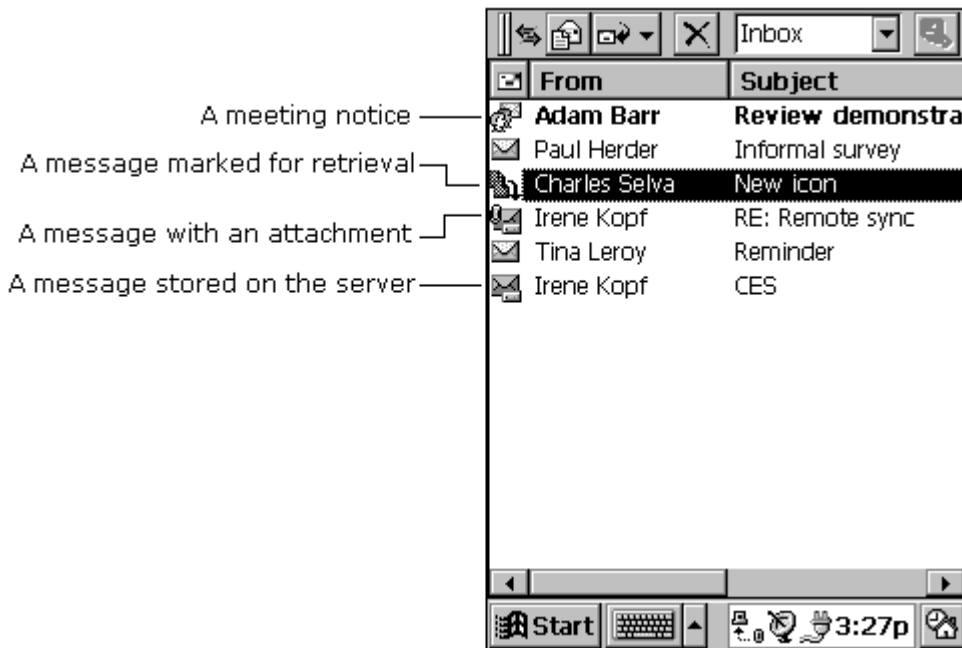 Inbox
From Subject
A meeting notice
Adam Barr Review demonstra
Paul Herder Informal survey
A message marked for retrieval
Charles Selva New icon
Irene Kopf RE: Remote sync
A message with an attachment
Tina Leroy Reminder
A message stored on the server
Irene Kopf CES
Start 3:27p